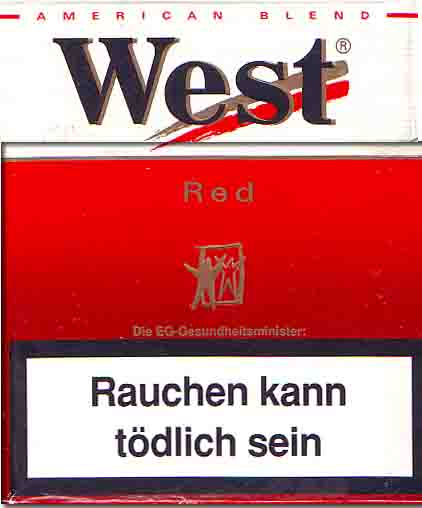 AMERICAN BLEND
West®
Red
Die EG-Gesundheitsminister:
Rauchen kann
tödlich sein